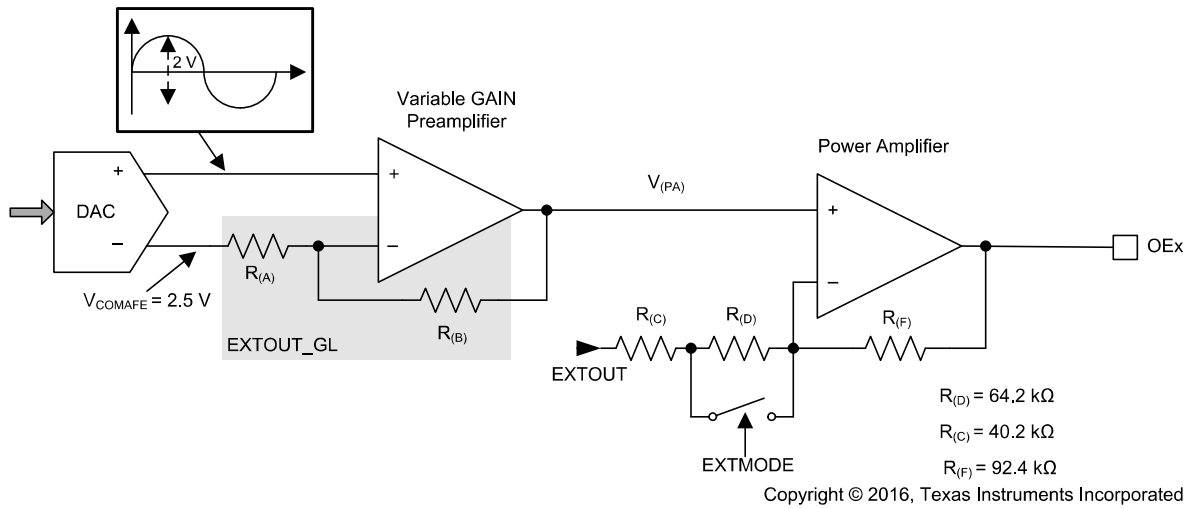 2 V
Variable GAIN
Preamplifier
Power Amplifier
+
DAC
−
+
−
V(PA)
+
−
OEx
R(A)
VCOMAFE = 2.5 V
R(B)
EXTOUT_GL
R(C)
R(D)
R(F)
EXTOUT
EXTMODE
R(D) = 64.2 kΩ
R(C) = 40.2 kΩ
R(F) = 92.4 kΩ
Copyright © 2016, Texas Instruments Incorporated